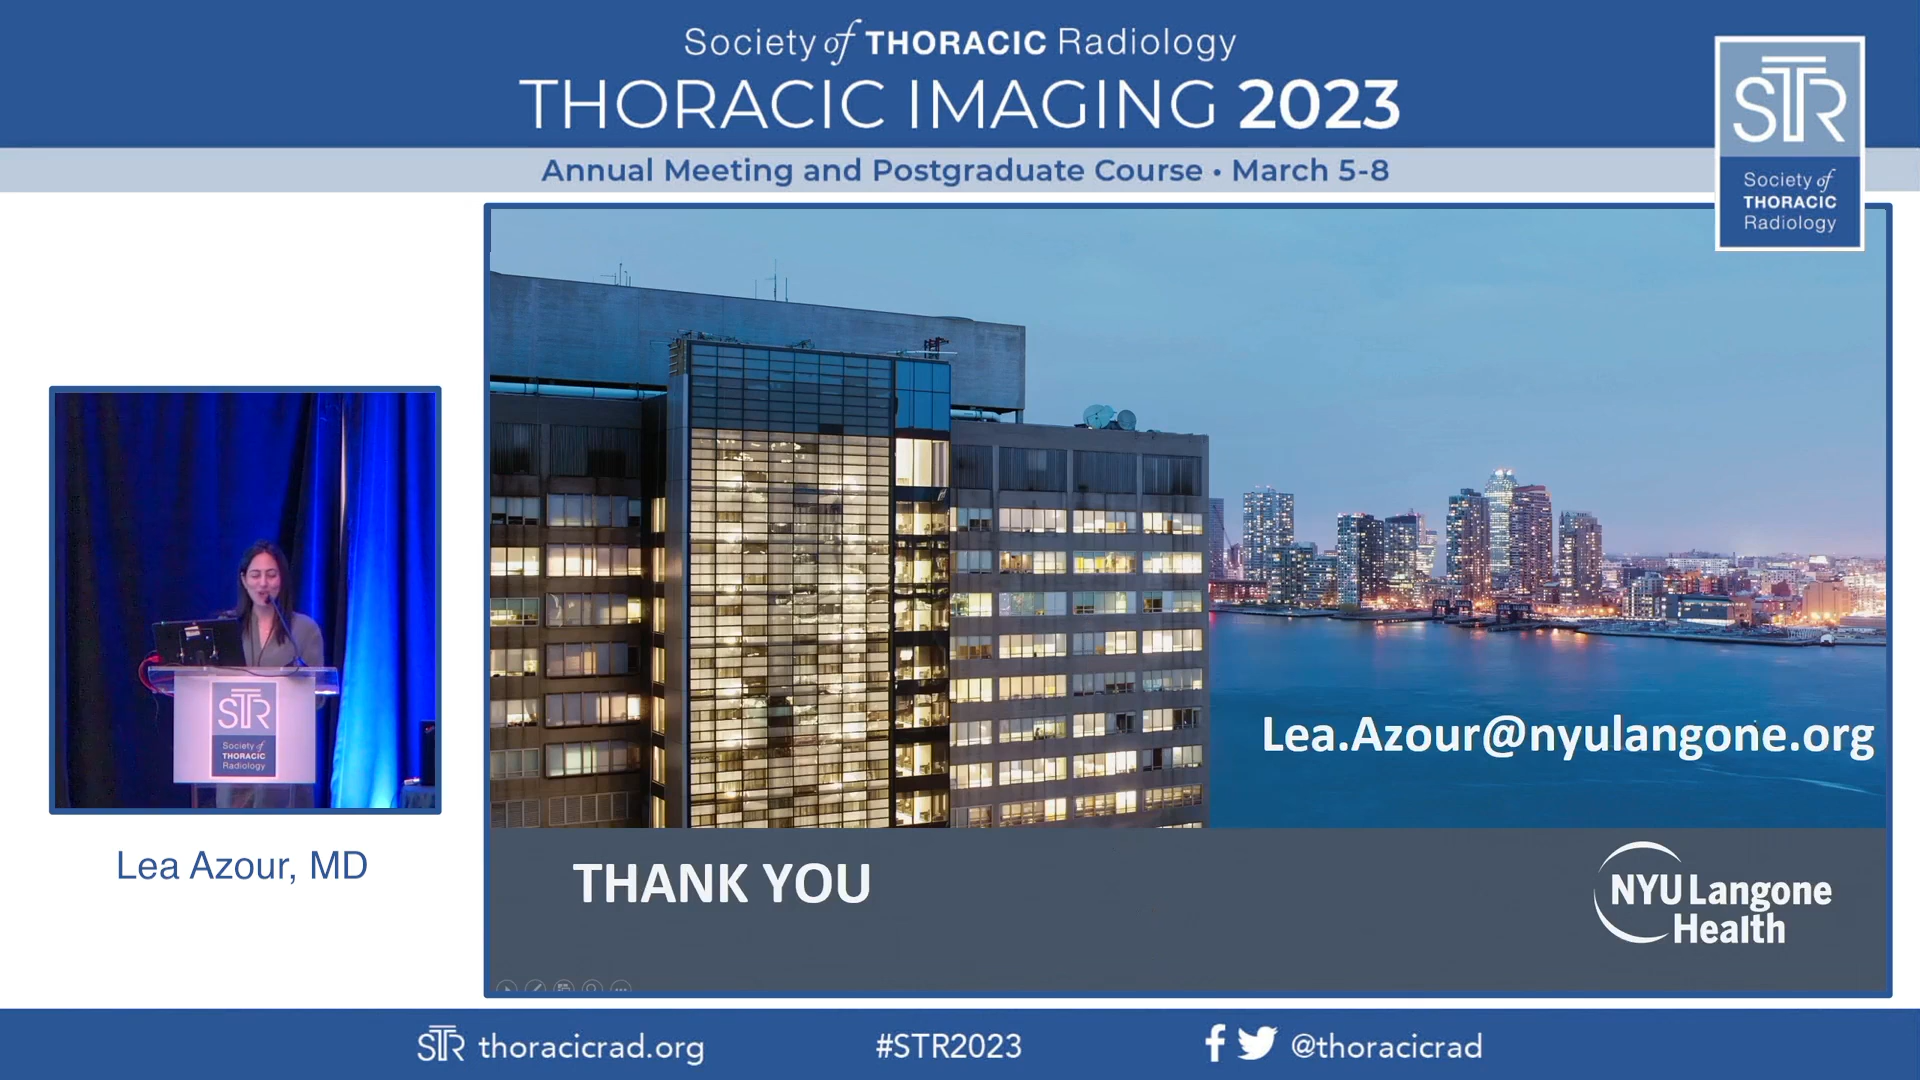 Society of THORACIC Radiology
THORACIC IMAGING 2023
Annual Meeting and Postgraduate Course • March 5-8
STR
Society of
THORACIC
Radiology
Lea.Azour@nyulangone.org
STR
Society of
THORACIC
Radiology
Lea Azour, MD
THANK YOU
NYU Langone
Health
STR thoracicrad.org
#STR2023
@thoracicrad